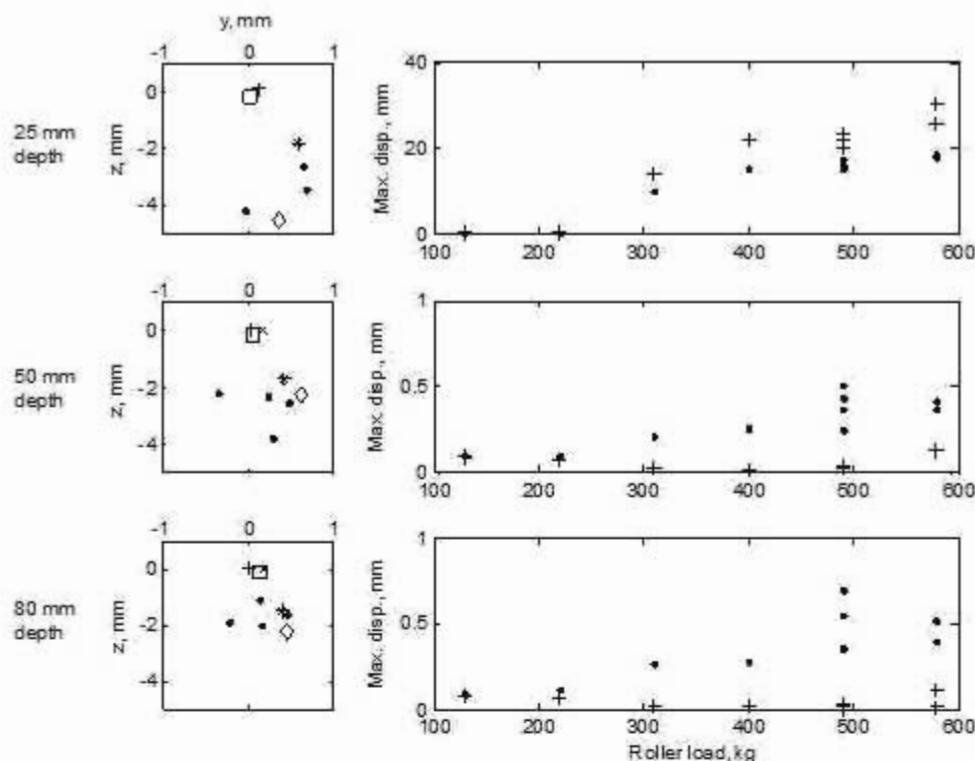 y, mm
-1 0 1
40
0
25 mm
depth
z, mm
-2
-4
Max. disp., mm
20
0
100 200 300 400 500 600
-1 0 1
1
0
50 mm
depth
z, mm
-2
-4
Max. disp., mm
0.5
0
100 200 300 400 500 600
-1 0 1
1
0
80 mm
depth
z, mm
-2
-4
Max. disp., mm
0.5
0
100 200 300 400 500 600
Roller load, kg